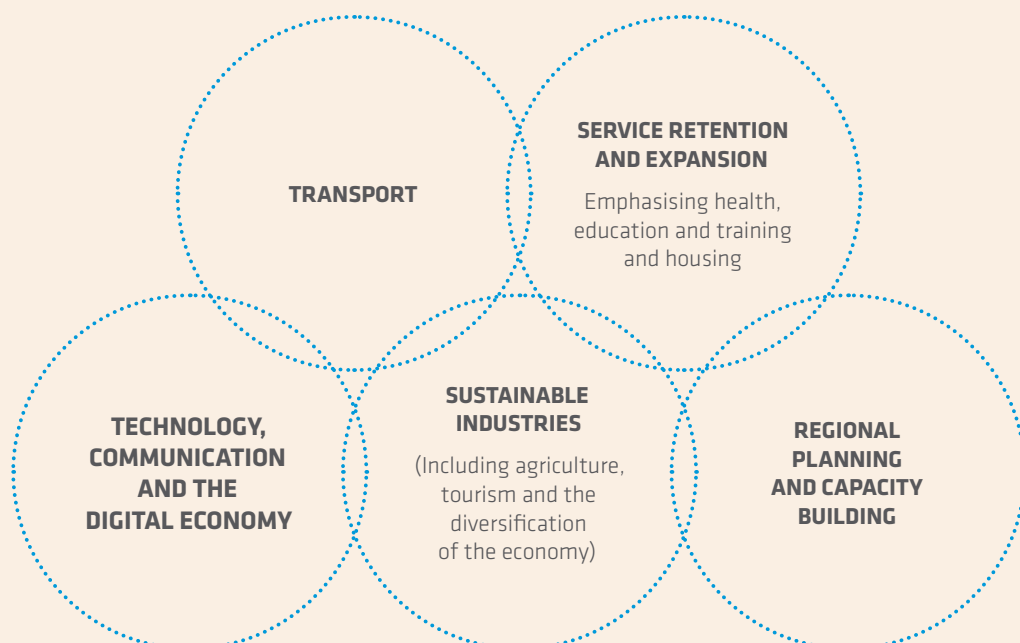 TRANSPORT
SERVICE RETENTION
AND EXPANSION
Emphasising health,
education and training
and housing
TECHNOLOGY,
COMMUNICATION
AND THE
DIGITAL ECONOMY
SUSTAINABLE
INDUSTRIES
(Including agriculture,
tourism and the
diversification
of the economy)
REGIONAL
PLANNING
AND CAPACITY
BUILDING